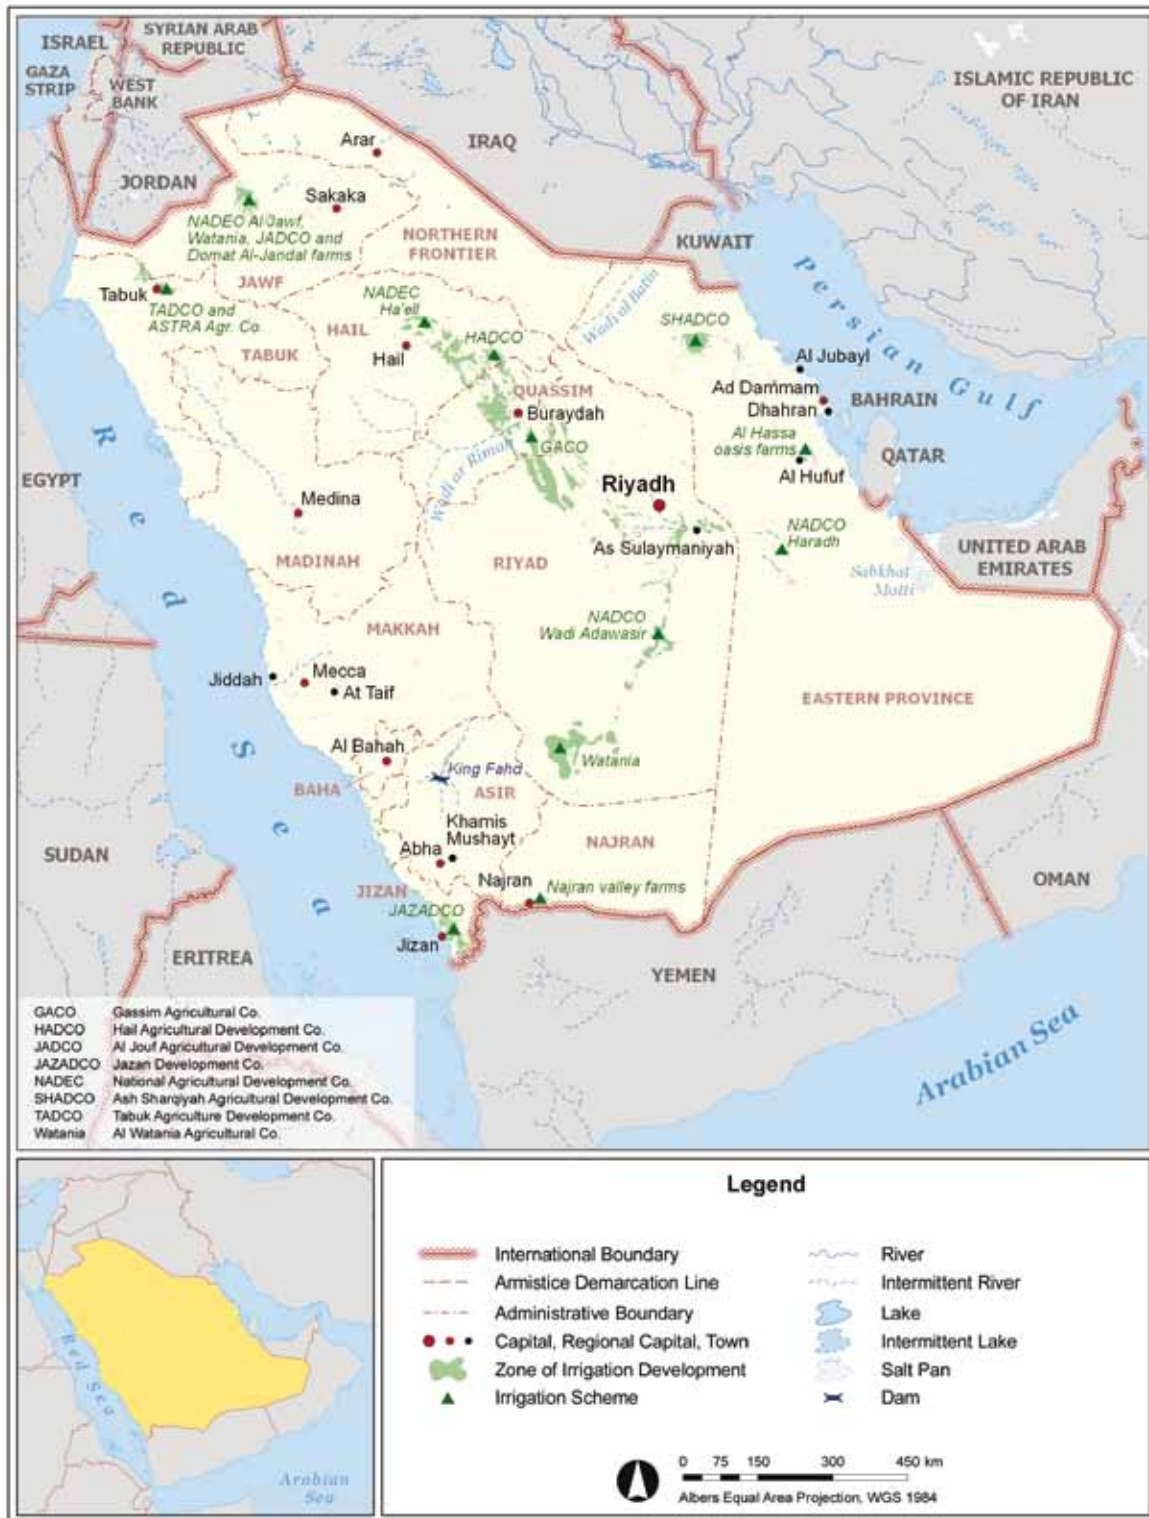 ISRAEL
SYRIAN ARAB
REPUBLIC
GAZA
STRIP
WEST
BANK
JORDAN
IRAQ
ISLAMIC REPUBLIC
OF IRAN
KUWAIT
Persian Gulf
BAHRAIN
QATAR
UNITED ARAB
EMIRATES
OMAN
YEMEN
Arabian Sea
ERITREA
SUDAN
EGYPT
Red Sea
Arar
Sakaka
NADEC Al Jawf,
Watania, JADCO and
Domat Al-Jandal farms
NORTHERN
FRONTIER
JAWF
Tabuk
TADCO and
ASTRA Agr. Co.
TABUK
NADEC
Ha'ell
HAIL
Hail
HADCO
QUASSIM
Buraydah
GACO
Wadi ar Rimah
Wadi al Batin
SHADCO
Al Jubayl
Ad Dammam
Dhahran
Al Hassa
oasis farms
Al Hufuf
Riyadh
As Sulaymaniyah
NADCO
Haradh
Sabkhat
Matti
Medina
MADINAH
RIYAD
MAKKAH
NADCO
Wadi Adawasir
Jiddah
Mecca
At Taif
EASTERN PROVINCE
Al Bahah
BAHA
King Fahd
ASIR
Watania
Khamis
Mushayt
Abha
NAJRAN
Najran
Najran valley farms
JIZAN
JAZADCO
Jizan
GACO Gassim Agricultural Co.
HADCO Hail Agricultural Development Co.
JADCO Al Jouf Agricultural Development Co.
JAZADCO Jazan Development Co.
NADEC National Agricultural Development Co.
SHADCO Ash Sharqiyah Agricultural Development Co.
TADCO Tabuk Agriculture Development Co.
Watania Al Watania Agricultural Co.
Red Sea
Arabian
Sea
Legend
International Boundary
Armistice Demarcation Line
Administrative Boundary
Capital, Regional Capital, Town
Zone of Irrigation Development
Irrigation Scheme
River
Intermittent River
Lake
Intermittent Lake
Salt Pan
Dam
0 75 150 300 450 km
Albers Equal Area Projection, WGS 1984